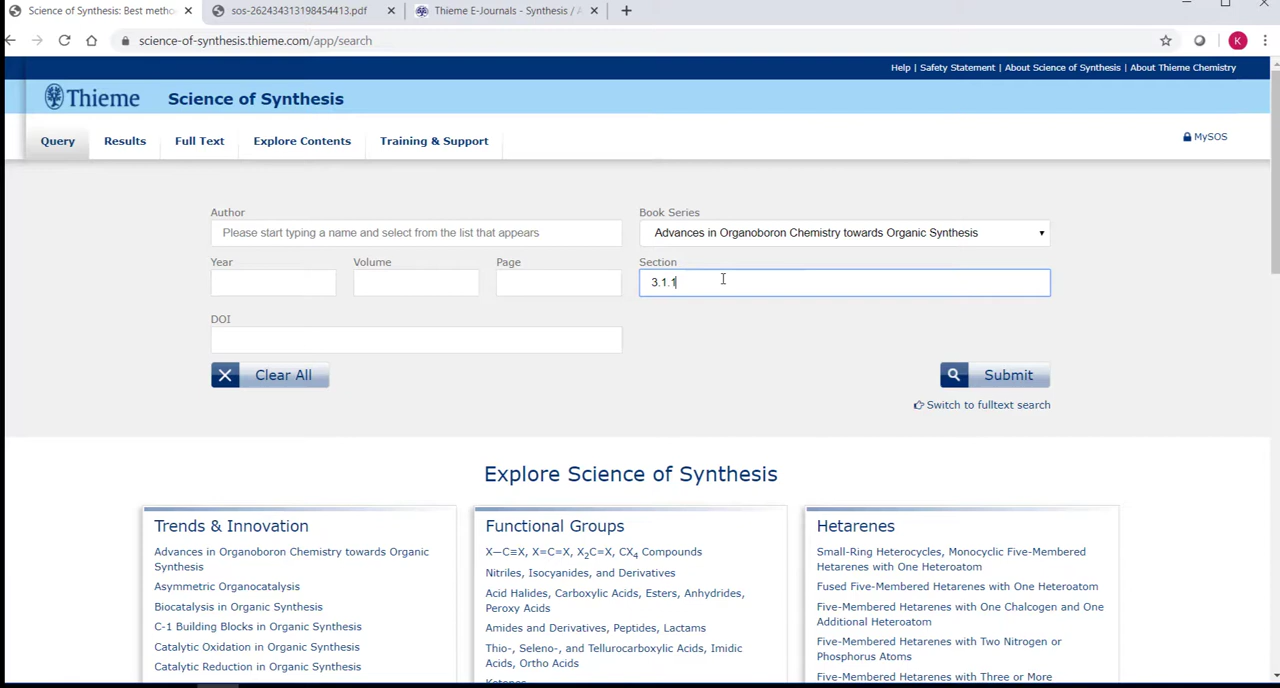 Science of Synthesis: Best metho
sos-262434313198454413.pdf
Thieme E-Journals - Synthesis / A
science-of-synthesis.thieme.com/app/search
K
Help | Safety Statement | About Science of Synthesis | About Thieme Chemistry
Thieme Science of Synthesis
Query Results Full Text Explore Contents Training & Support
MySOS
Author Book Series
Please start typing a name and select from the list that appears Advances in Organoboron Chemistry towards Organic Synthesis
Year Volume Page Section
3.1.1
DOI
Clear All Submit
Switch to fulltext search
Explore Science of Synthesis
Trends & Innovation
Advances in Organoboron Chemistry towards Organic
Synthesis
Asymmetric Organocatalysis
Biocatalysis in Organic Synthesis
C-1 Building Blocks in Organic Synthesis
Catalytic Oxidation in Organic Synthesis
Catalytic Reduction in Organic Synthesis
Functional Groups
X—C≡X, X=C=X, X₂C=X, CX₄ Compounds
Nitriles, Isocyanides, and Derivatives
Acid Halides, Carboxylic Acids, Esters, Anhydrides,
Peroxy Acids
Amides and Derivatives, Peptides, Lactams
Thio-, Seleno-, and Tellurocarboxylic Acids, Imidic
Acids, Ortho Acids
Ketones
Hetarenes
Small-Ring Heterocycles, Monocyclic Five-Membered
Hetarenes with One Heteroatom
Fused Five-Membered Hetarenes with One Heteroatom
Five-Membered Hetarenes with One Chalcogen and One
Additional Heteroatom
Five-Membered Hetarenes with Two Nitrogen or
Phosphorus Atoms
Five-Membered Hetarenes with Three or More